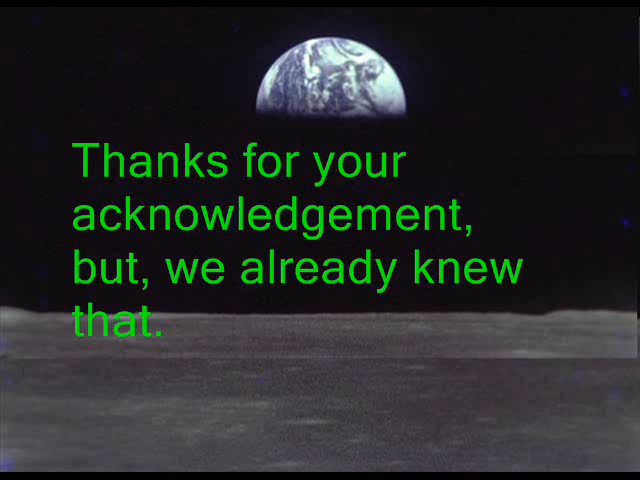 Thanks for your
acknowledgement,
but, we already knew
that.